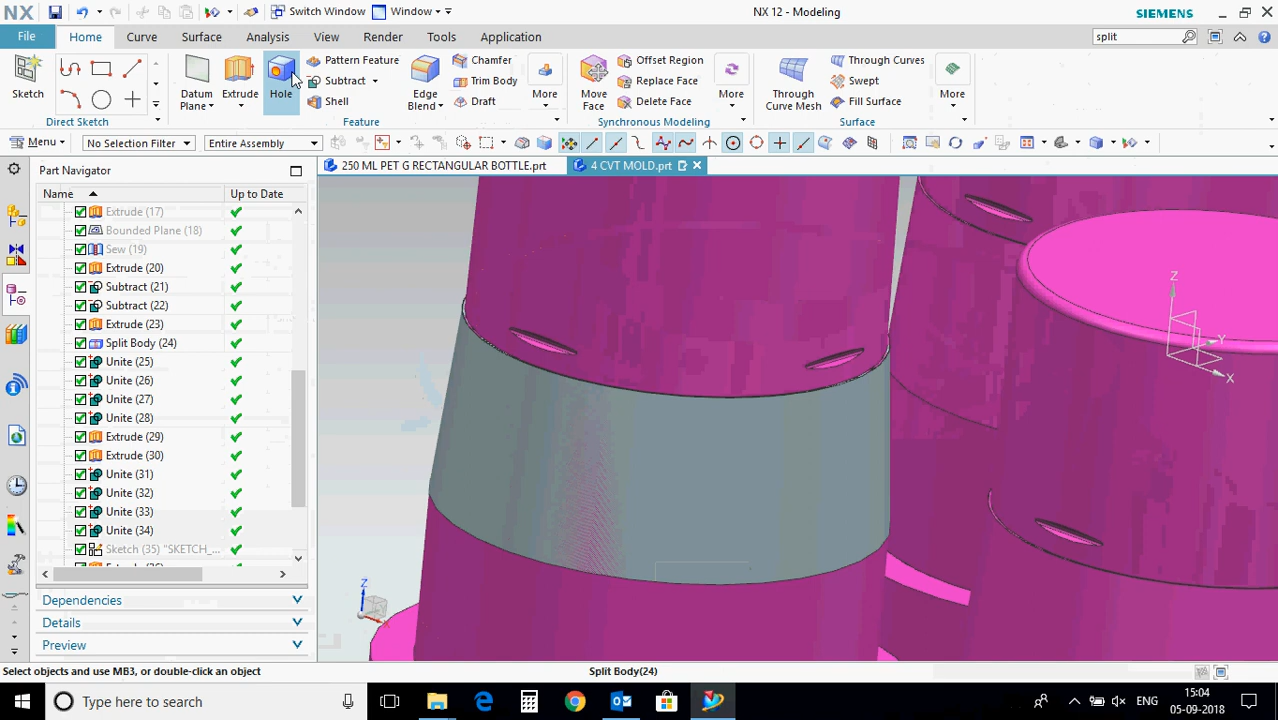 NX Switch Window Window NX 12 - Modeling SIEMENS
File Home Curve Surface Analysis View Render Tools Application split
Sketch Datum Plane Extrude Hole Pattern Feature Subtract Shell Edge Blend Chamfer Trim Body Draft More Move Face Offset Region Replace Face Delete Face More Through Curve Mesh Through Curves Swept Fill Surface More
Direct Sketch Feature Synchronous Modeling Surface
Menu No Selection Filter Entire Assembly
Part Navigator 250 ML PET G RECTANGULAR BOTTLE.prt 4 CVT MOLD.prt
Name Up to Date
Extrude (17)
Bounded Plane (18)
Sew (19)
Extrude (20)
Subtract (21)
Subtract (22)
Extrude (23)
Split Body (24)
Unite (25)
Unite (26)
Unite (27)
Unite (28)
Extrude (29)
Extrude (30)
Unite (31)
Unite (32)
Unite (33)
Unite (34)
Sketch (35) "SKETCH_...
Dependencies
Details
Preview
Z
Y
X
Z
X
Select objects and use MB3, or double-click an object Split Body(24)
Type here to search ENG 15:04
05-09-2018